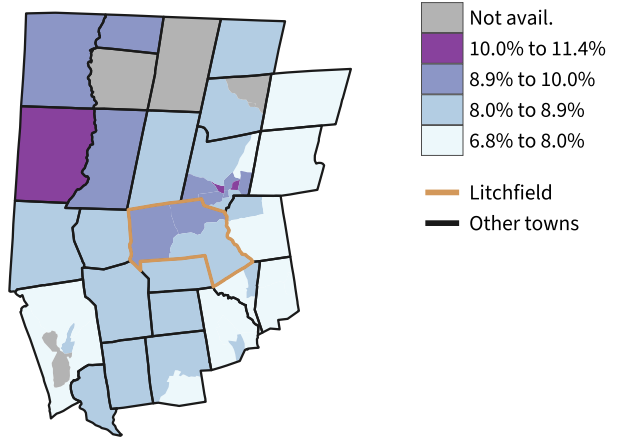 Not avail.
10.0% to 11.4%
8.9% to 10.0%
8.0% to 8.9%
6.8% to 8.0%
Litchfield
Other towns